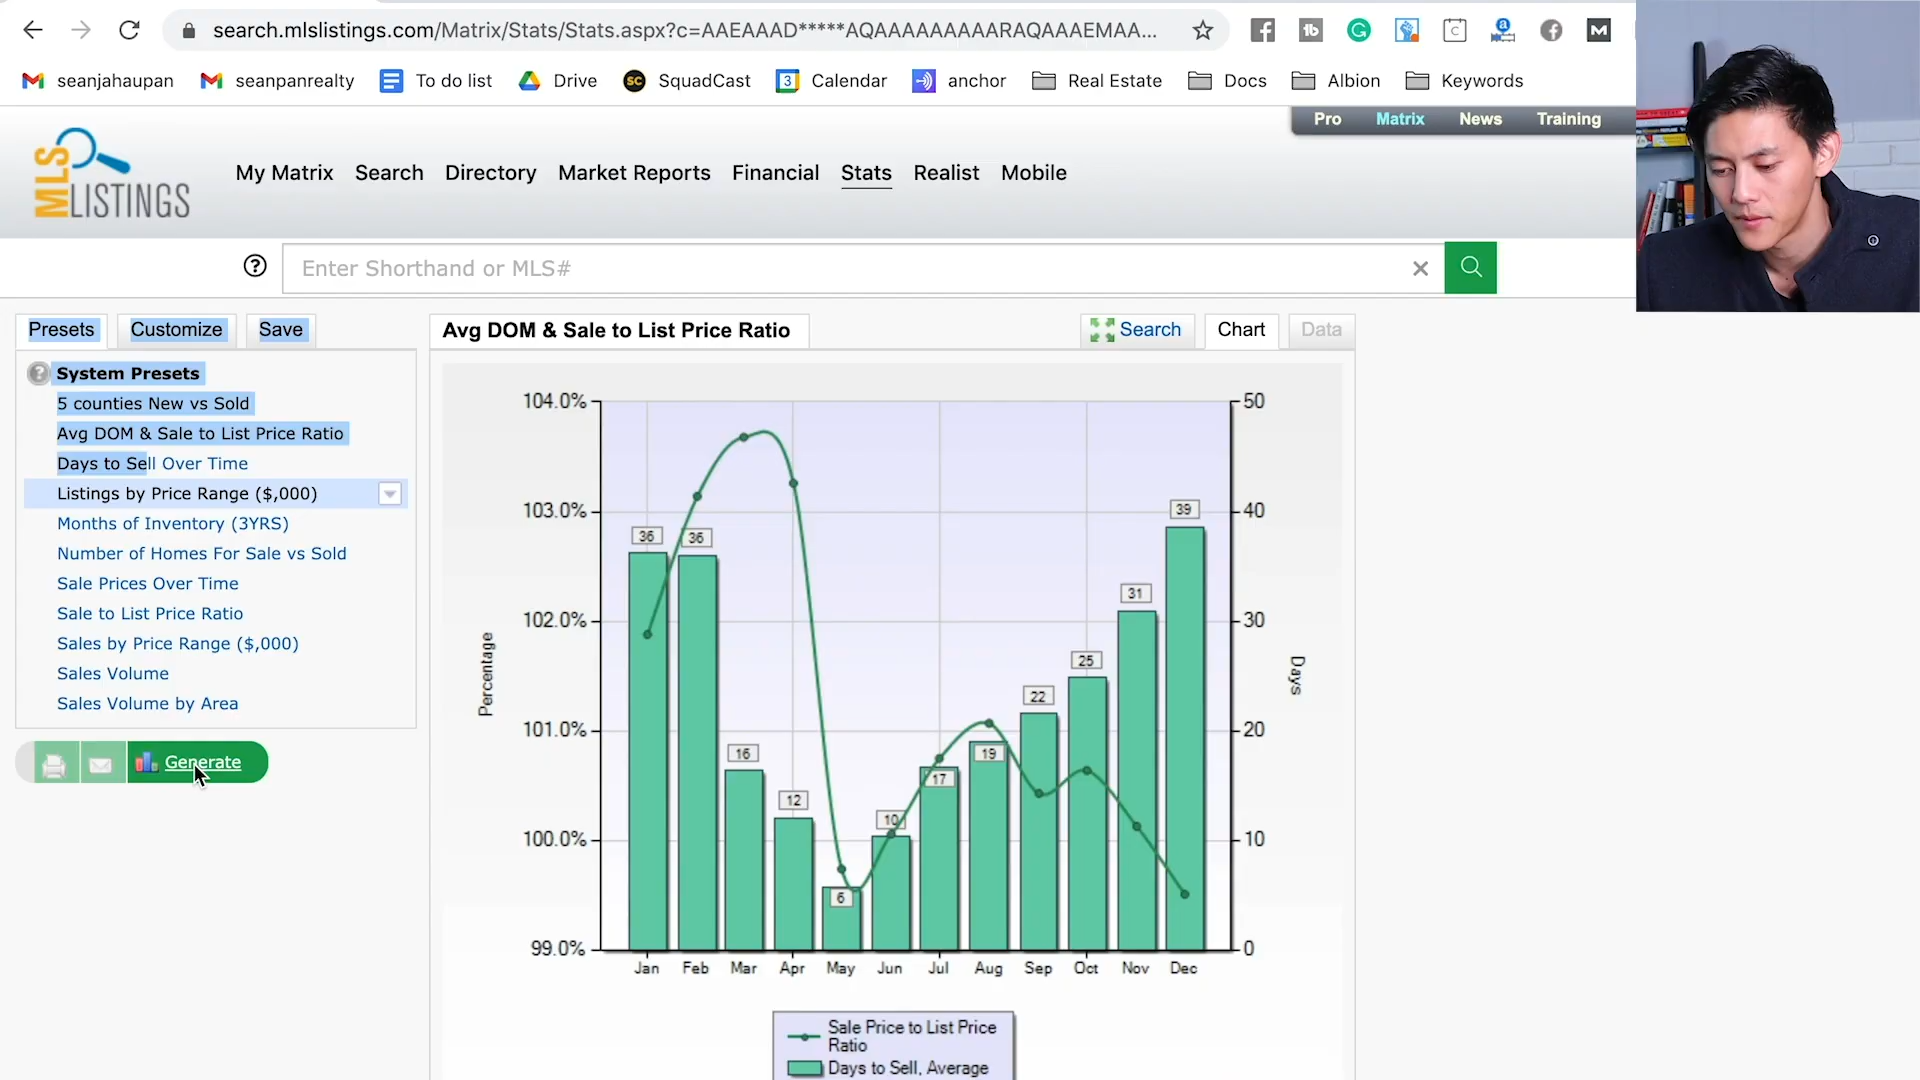 search.mlslistings.com/Matrix/Stats/Stats.aspx?c=AAEAAAD*****AQAAAAAAAAARAQAAAEMAA...
seanjahaupan seanpanrealty To do list Drive SC SquadCast 3 Calendar anchor Real Estate Docs Albion Keywords
Pro Matrix News Training
MLS LISTINGS
My Matrix Search Directory Market Reports Financial Stats Realist Mobile
Enter Shorthand or MLS#
Presets Customize Save
System Presets
5 counties New vs Sold
Avg DOM & Sale to List Price Ratio
Days to Sell Over Time
Listings by Price Range ($,000)
Months of Inventory (3YRS)
Number of Homes For Sale vs Sold
Sale Prices Over Time
Sale to List Price Ratio
Sales by Price Range ($,000)
Sales Volume
Sales Volume by Area
Generate
Avg DOM & Sale to List Price Ratio Search Chart Data
104.0% 50
103.0% 40
102.0% 30
101.0% 20
100.0% 10
99.0% 0
Percentage
Days
36 36 16 12 6 10 17 19 22 25 31 39
Jan Feb Mar Apr May Jun Jul Aug Sep Oct Nov Dec
Sale Price to List Price
Ratio
Days to Sell, Average